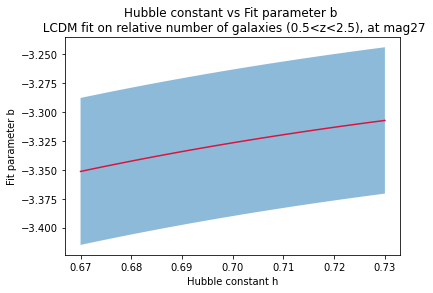 Hubble constant vs Fit parameter b
LCDM fit on relative number of galaxies (0.5<z<2.5), at mag27
Fit parameter b
−3.250
−3.275
−3.300
−3.325
−3.350
−3.375
−3.400
0.67 0.68 0.69 0.70 0.71 0.72 0.73
Hubble constant h